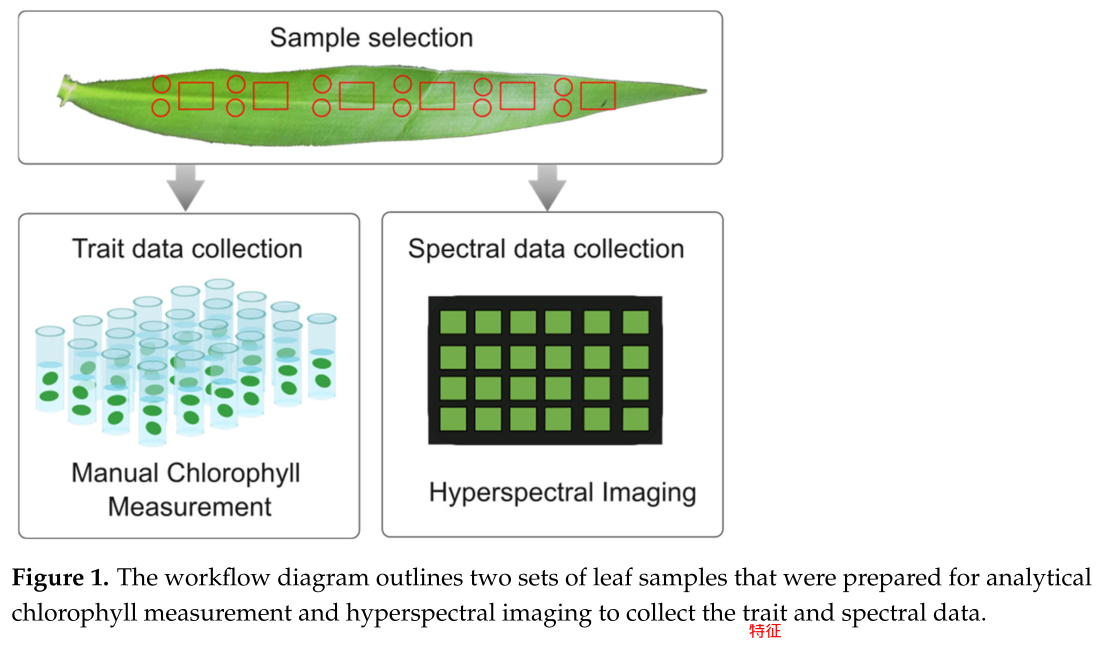 Sample selection
Trait data collection
Spectral data collection
Manual Chlorophyll
Measurement
Hyperspectral Imaging
Figure 1. The workflow diagram outlines two sets of leaf samples that were prepared for analytical
chlorophyll measurement and hyperspectral imaging to collect the trait and spectral data.
特征